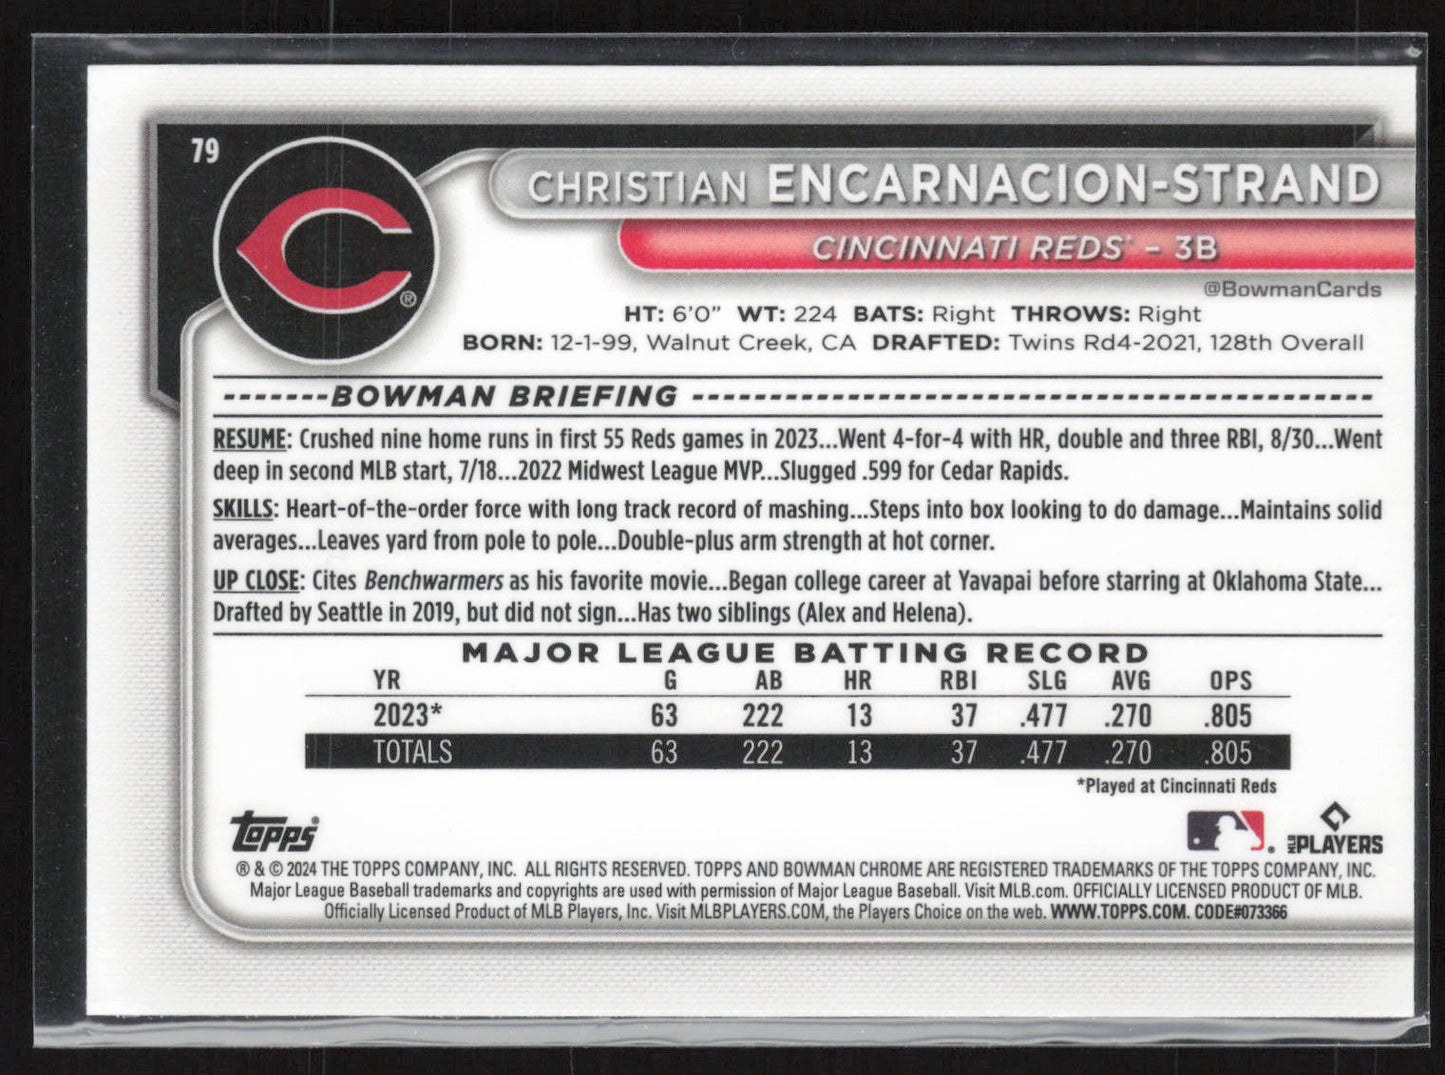 79
CHRISTIAN ENCARNACION-STRAND
CINCINNATI REDS® - 3B
@BowmanCards
HT: 6'0" WT: 224 BATS: Right THROWS: Right
BORN: 12-1-99, Walnut Creek, CA DRAFTED: Twins Rd4-2021, 128th Overall
BOWMAN BRIEFING
RESUME: Crushed nine home runs in first 55 Reds games in 2023...Went 4-for-4 with HR, double and three RBI, 8/30...Went
deep in second MLB start, 7/18...2022 Midwest League MVP...Slugged .599 for Cedar Rapids.
SKILLS: Heart-of-the-order force with long track record of mashing...Steps into box looking to do damage...Maintains solid
averages...Leaves yard from pole to pole...Double-plus arm strength at hot corner.
UP CLOSE: Cites Benchwarmers as his favorite movie...Began college career at Yavapai before starring at Oklahoma State...
Drafted by Seattle in 2019, but did not sign...Has two siblings (Alex and Helena).
MAJOR LEAGUE BATTING RECORD
YR G AB HR RBI SLG AVG OPS
2023* 63 222 13 37 .477 .270 .805
TOTALS 63 222 13 37 .477 .270 .805
*Played at Cincinnati Reds
Topps®
MLB PLAYERS
® & © 2024 THE TOPPS COMPANY, INC. ALL RIGHTS RESERVED. TOPPS AND BOWMAN CHROME ARE REGISTERED TRADEMARKS OF THE TOPPS COMPANY, INC.
Major League Baseball trademarks and copyrights are used with permission of Major League Baseball. Visit MLB.com. OFFICIALLY LICENSED PRODUCT OF MLB.
Officially Licensed Product of MLB Players, Inc. Visit MLBPLAYERS.COM, the Players Choice on the web. WWW.TOPPS.COM. CODE#073366